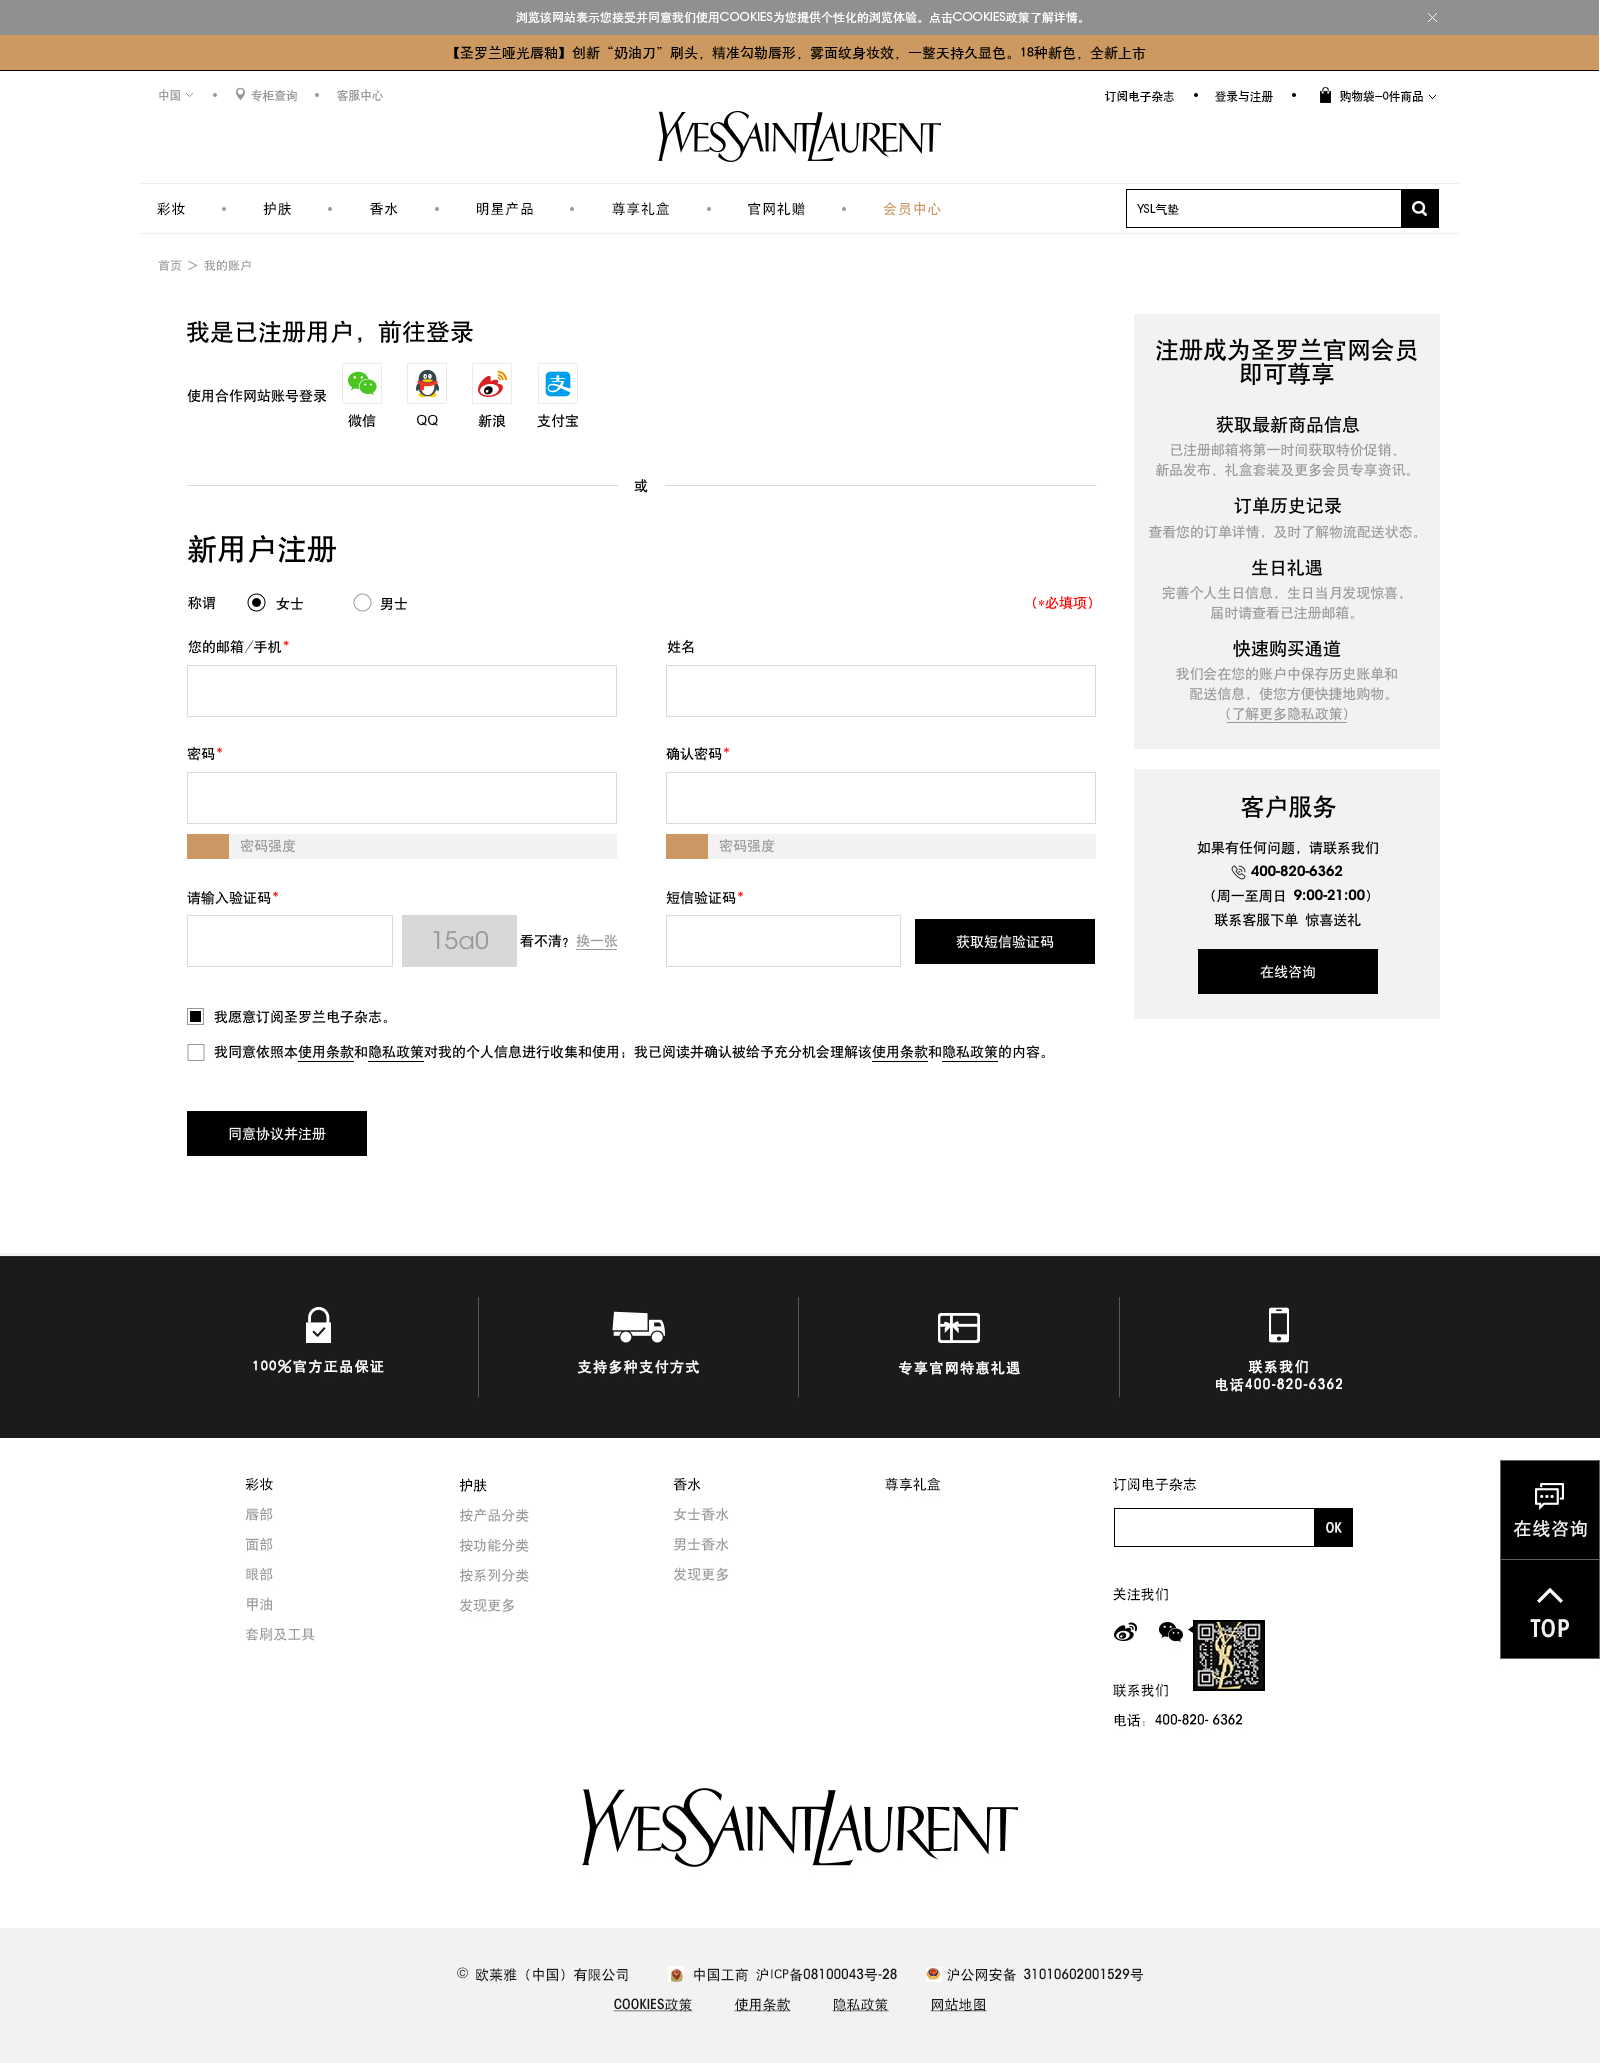 浏览该网站表示您接受并同意我们使用COOKIES为您提供个性化的浏览体验。点击COOKIES政策了解详情。
【圣罗兰哑光唇釉】创新“奶油刀”刷头，精准勾勒唇形，雾面纹身妆效，一整天持久显色。18种新色，全新上市
中国 • 专柜查询 • 客服中心
订阅电子杂志 • 登录与注册 • 购物袋—0件商品
YVESSAINTLAURENT
彩妆 • 护肤 • 香水 • 明星产品 • 尊享礼盒 • 官网礼赠 • 会员中心
YSL气垫
首页 > 我的账户
我是已注册用户，前往登录
使用合作网站账号登录
微信 QQ 新浪 支付宝
或
新用户注册
称谓 女士 男士
（*必填项）
您的邮箱/手机*
姓名
密码*
确认密码*
密码强度
密码强度
请输入验证码*
短信验证码*
15a0 看不清？换一张
获取短信验证码
我愿意订阅圣罗兰电子杂志。
我同意依照本使用条款和隐私政策对我的个人信息进行收集和使用；我已阅读并确认被给予充分机会理解该使用条款和隐私政策的内容。
同意协议并注册
注册成为圣罗兰官网会员
即可尊享
获取最新商品信息
已注册邮箱将第一时间获取特价促销、
新品发布、礼盒套装及更多会员专享资讯。
订单历史记录
查看您的订单详情，及时了解物流配送状态。
生日礼遇
完善个人生日信息，生日当月发现惊喜，
届时请查看已注册邮箱。
快速购买通道
我们会在您的账户中保存历史账单和
配送信息，使您方便快捷地购物。
（了解更多隐私政策）
客户服务
如果有任何问题，请联系我们
400-820-6362
（周一至周日 9:00-21:00）
联系客服下单 惊喜送礼
在线咨询
100%官方正品保证
支持多种支付方式
专享官网特惠礼遇
联系我们
电话400-820-6362
彩妆
唇部
面部
眼部
甲油
套刷及工具
护肤
按产品分类
按功能分类
按系列分类
发现更多
香水
女士香水
男士香水
发现更多
尊享礼盒
订阅电子杂志
OK
关注我们
联系我们
电话：400-820- 6362
在线咨询
TOP
YVESSAINTLAURENT
© 欧莱雅（中国）有限公司 中国工商 沪ICP备08100043号-28 沪公网安备 31010602001529号
COOKIES政策 使用条款 隐私政策 网站地图